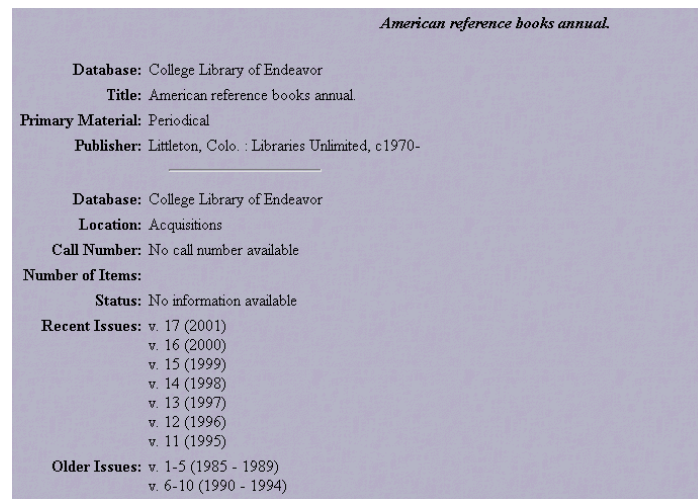 American reference books annual.
Database: College Library of Endeavor
Title: American reference books annual.
Primary Material: Periodical
Publisher: Littleton, Colo. : Libraries Unlimited, c1970-
Database: College Library of Endeavor
Location: Acquisitions
Call Number: No call number available
Number of Items:
Status: No information available
Recent Issues: v. 17 (2001)
v. 16 (2000)
v. 15 (1999)
v. 14 (1998)
v. 13 (1997)
v. 12 (1996)
v. 11 (1995)
Older Issues: v. 1-5 (1985 - 1989)
v. 6-10 (1990 - 1994)